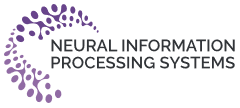 NEURAL INFORMATION
PROCESSING SYSTEMS